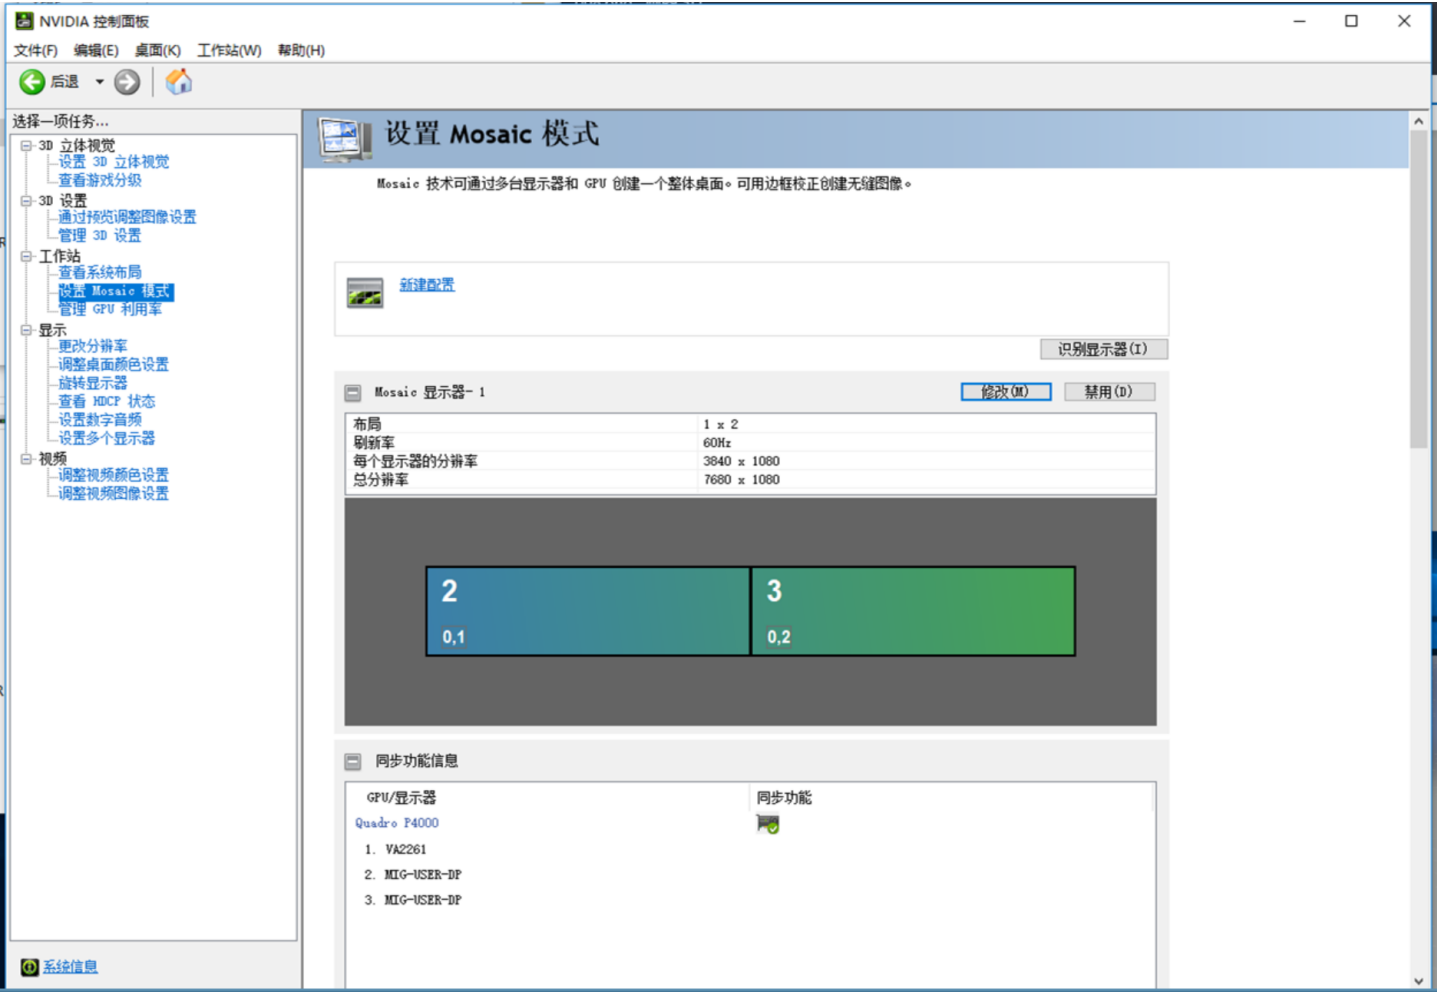 NVIDIA 控制面板
文件(F) 编辑(E) 桌面(K) 工作站(W) 帮助(H)
后退
选择一项任务...
3D 立体视觉
设置 3D 立体视觉
查看游戏分级
3D 设置
通过预览调整图像设置
管理 3D 设置
工作站
查看系统布局
设置 Mosaic 模式
管理 GPU 利用率
显示
更改分辨率
调整桌面颜色设置
旋转显示器
查看 HDCP 状态
设置数字音频
设置多个显示器
视频
调整视频颜色设置
调整视频图像设置
系统信息
设置 Mosaic 模式
Mosaic 技术可通过多台显示器和 GPU 创建一个整体桌面。可用边框校正创建无缝图像。
新建配置
识别显示器(I)
Mosaic 显示器- 1 修改(M) 禁用(D)
布局 1 x 2
刷新率 60Hz
每个显示器的分辨率 3840 x 1080
总分辨率 7680 x 1080
2 3
0,1 0,2
同步功能信息
GPU/显示器 同步功能
Quadro P4000
1. VA2261
2. MIG-USER-DP
3. MIG-USER-DP